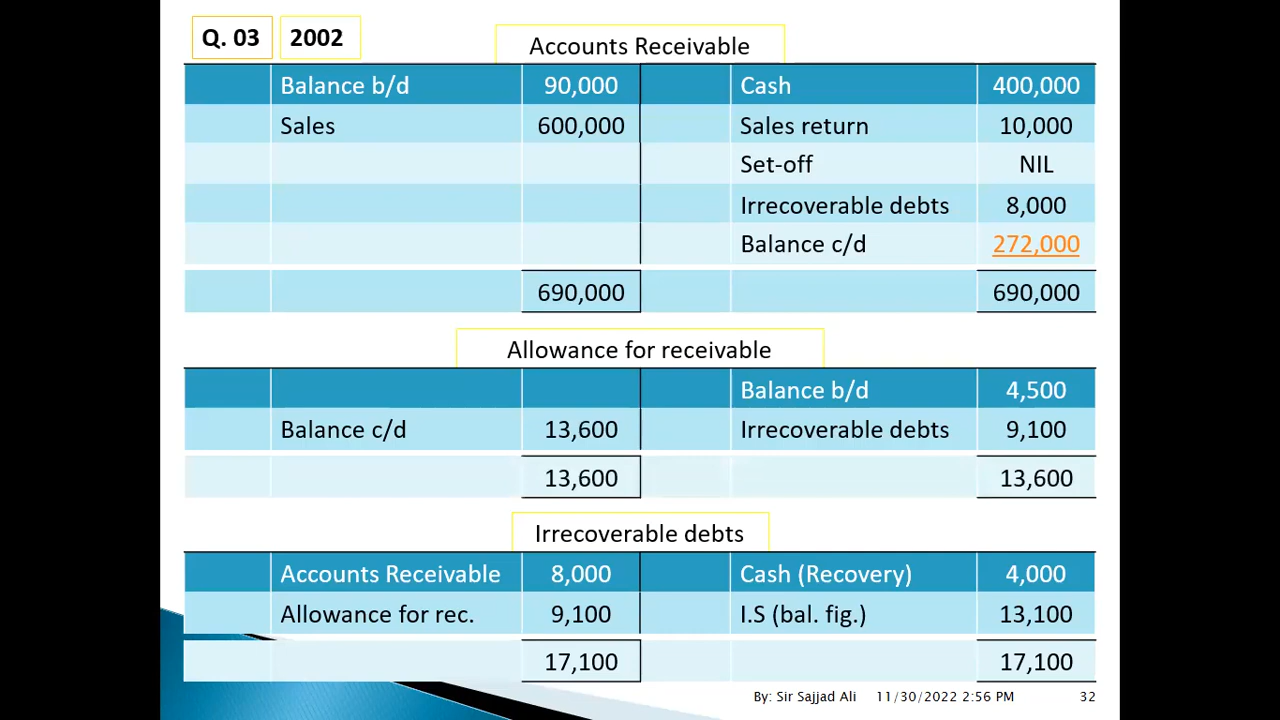 Q. 03 2002
Accounts Receivable
Balance b/d 90,000 Cash 400,000
Sales 600,000 Sales return 10,000
Set-off NIL
Irrecoverable debts 8,000
Balance c/d 272,000
690,000 690,000
Allowance for receivable
Balance b/d 4,500
Balance c/d 13,600 Irrecoverable debts 9,100
13,600 13,600
Irrecoverable debts
Accounts Receivable 8,000 Cash (Recovery) 4,000
Allowance for rec. 9,100 I.S (bal. fig.) 13,100
17,100 17,100
By: Sir Sajjad Ali 11/30/2022 2:56 PM 32